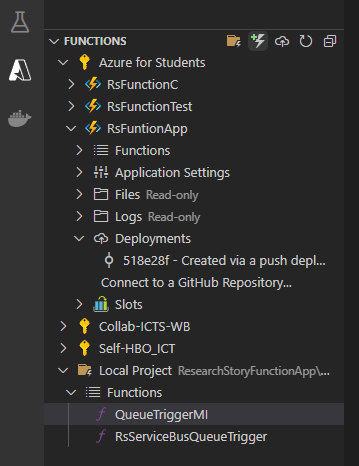 FUNCTIONS
Azure for Students
RsFunctionC
RsFunctionTest
RsFuntionApp
Functions
Application Settings
Files Read-only
Logs Read-only
Deployments
518e28f - Created via a push depl...
Connect to a GitHub Repository...
Slots
Collab-ICTS-WB
Self-HBO_ICT
Local Project ResearchStoryFunctionApp\...
Functions
QueueTriggerMI
RsServiceBusQueueTrigger